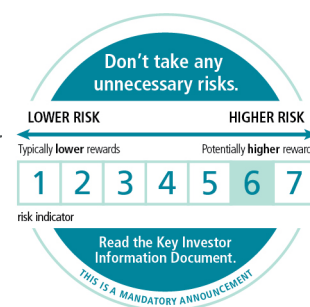 Don't take any
unnecessary risks.
LOWER RISK HIGHER RISK
Typically lower rewards Potentially higher reward
1 2 3 4 5 6 7
risk indicator
Read the Key Investor
Information Document.
THIS IS A MANDATORY ANNOUNCEMENT